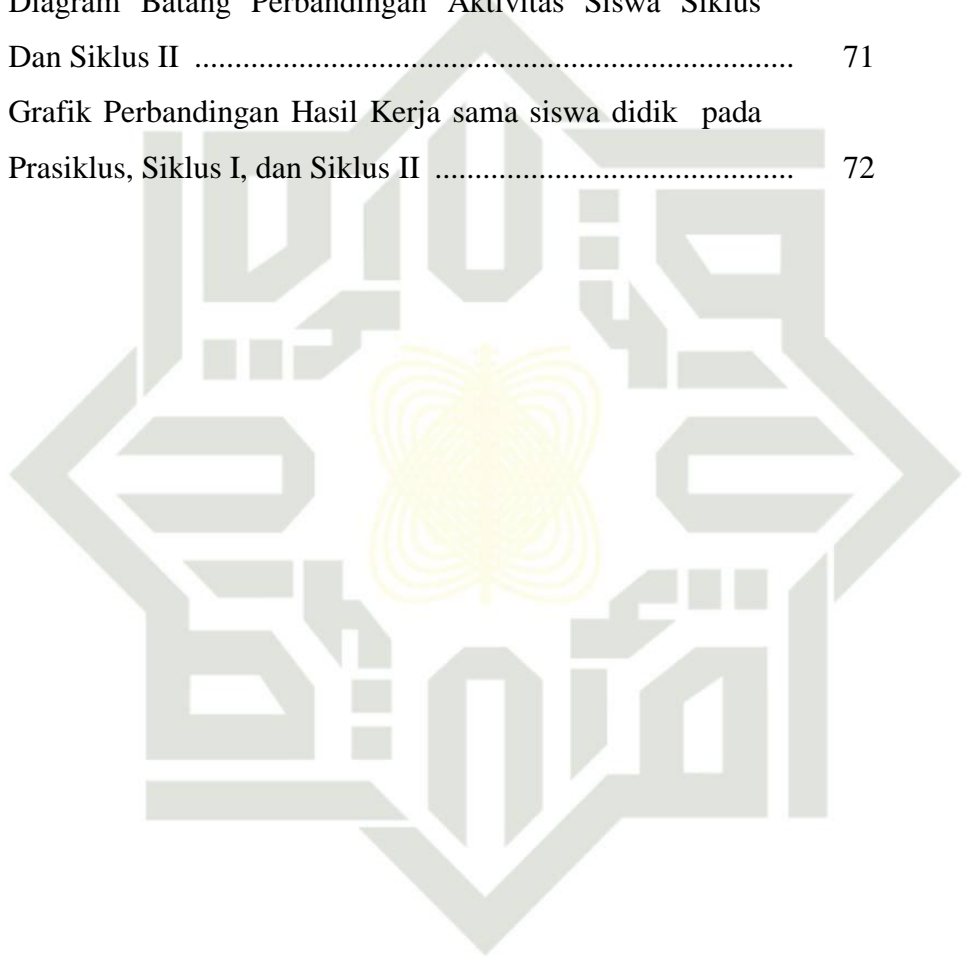 Diagram Batang Perbandingan Aktivitas Siswa Siklus
Dan Siklus II ........................................................................... 71
Grafik Perbandingan Hasil Kerja sama siswa didik pada
Prasiklus, Siklus I, dan Siklus II ............................................. 72